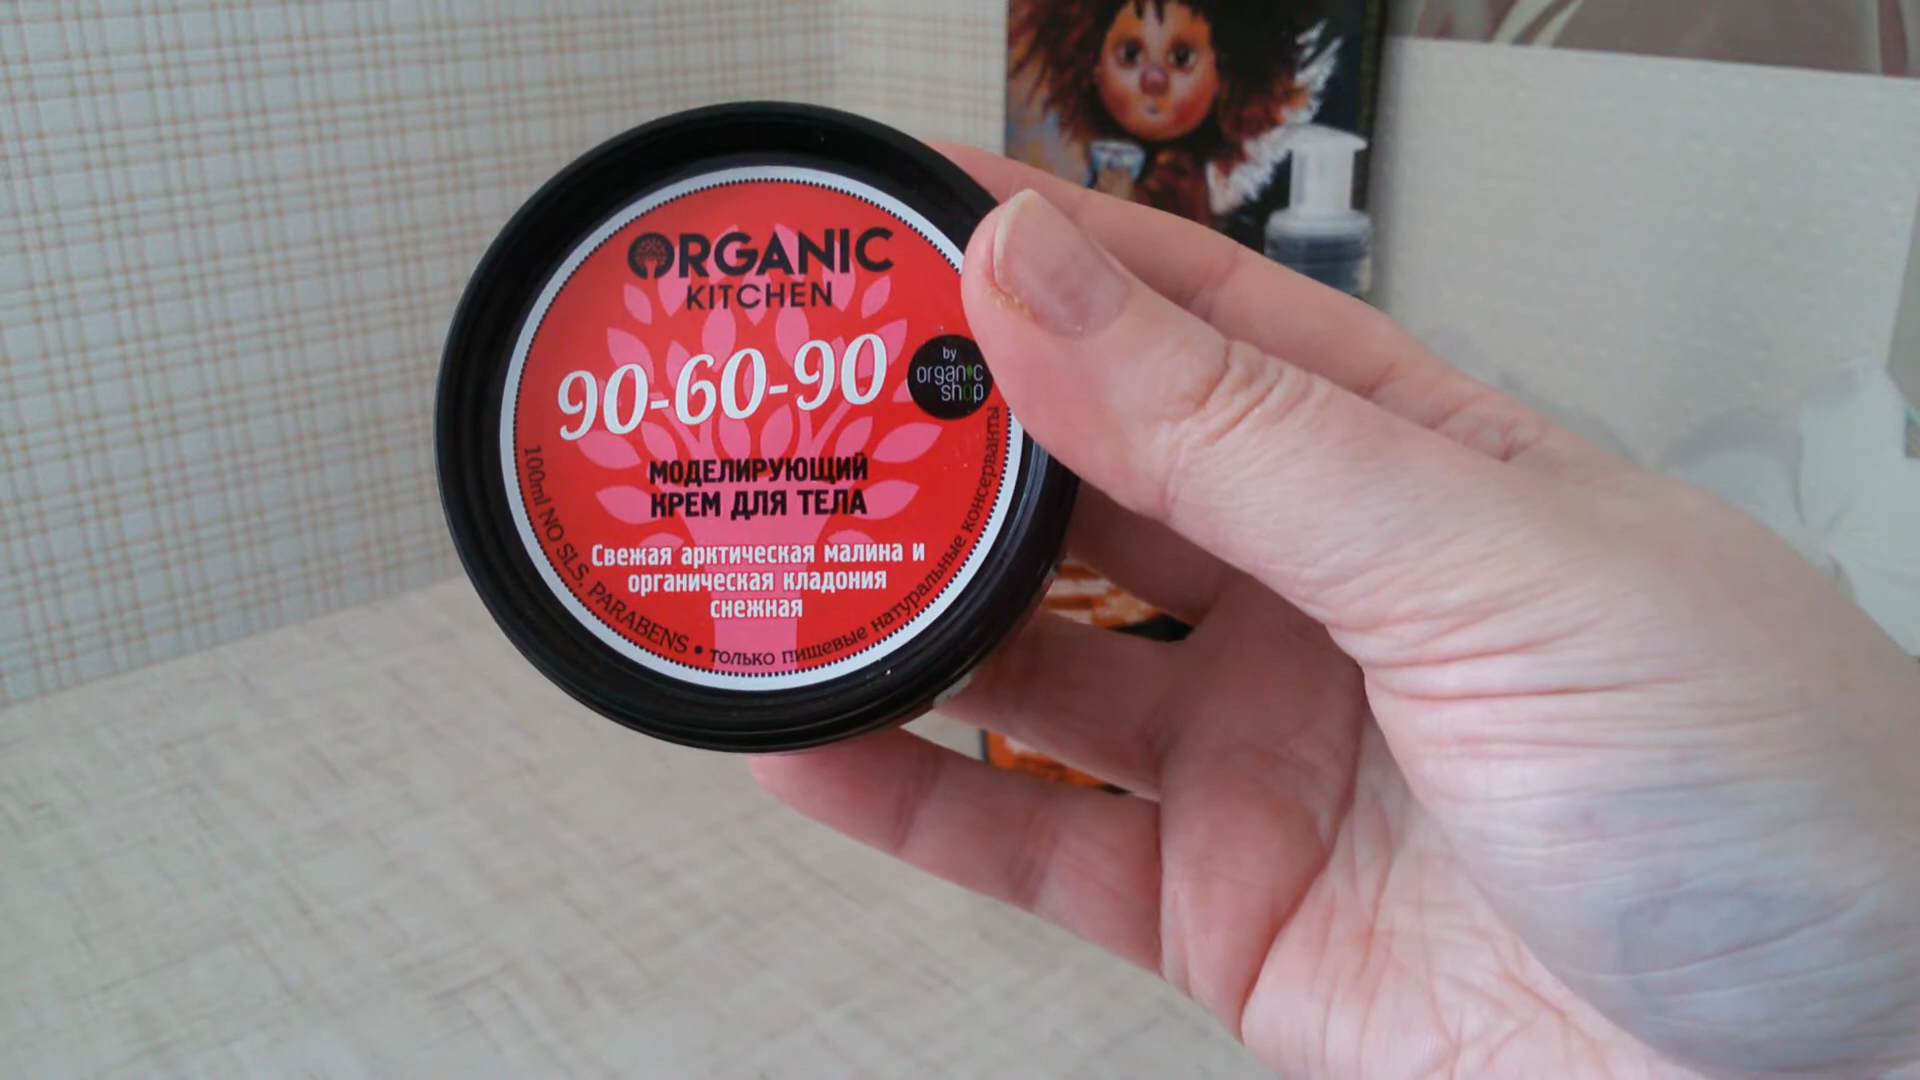 ORGANIC
KITCHEN
90-60-90
by
organic
shop
МОДЕЛИРУЮЩИЙ
КРЕМ ДЛЯ ТЕЛА
Свежая арктическая малина и
органическая кладония
снежная
100ml NO SLS, PARABENS • только пищевые натуральные консерванты